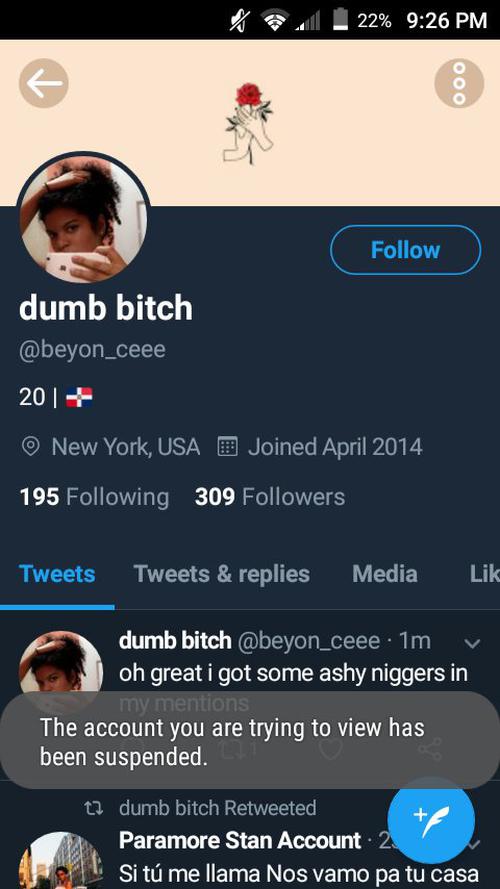 22% 9:26 PM
Follow
dumb bitch
@beyon_ceee
20 |
New York, USA Joined April 2014
195 Following 309 Followers
Tweets Tweets & replies Media Lik
dumb bitch @beyon_ceee · 1m
oh great i got some ashy niggers in
my mentions
The account you are trying to view has
been suspended.
1
dumb bitch Retweeted
Paramore Stan Account
Si tú me llama Nos vamo pa tu casa